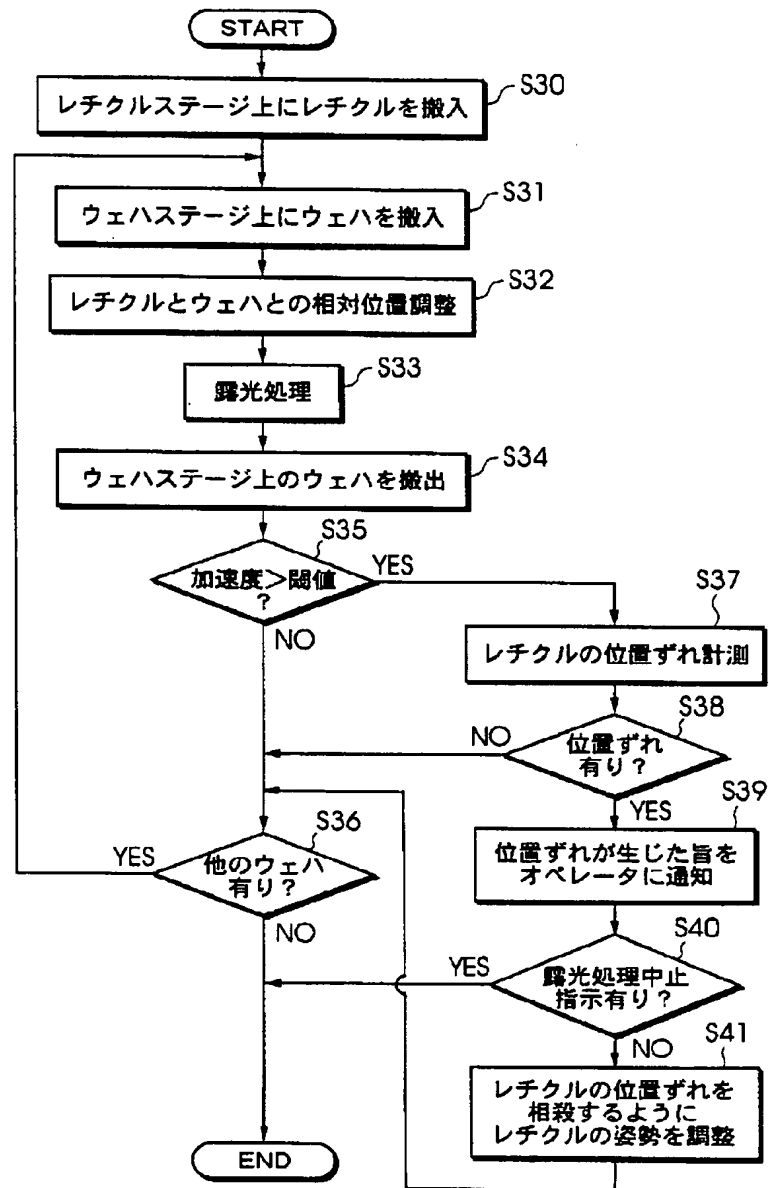 START
S30
レチクルステージ上にレチクルを搬入
S31
ウェハステージ上にウェハを搬入
S32
レチクルとウェハとの相対位置調整
S33
露光処理
S34
ウェハステージ上のウェハを搬出
S35
加速度>閾値
?
YES
NO
S37
レチクルの位置ずれ計測
S38
位置ずれ
有り?
NO
YES
S39
位置ずれが生じた旨を
オペレータに通知
S36
他のウェハ
有り?
YES
NO
S40
露光処理中止
指示有り?
YES
NO
S41
レチクルの位置ずれを
相殺するように
レチクルの姿勢を調整
END